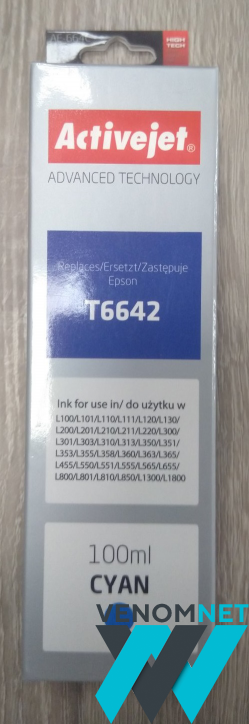 HIGH
TECH
Activejet®
ADVANCED TECHNOLOGY
Replaces/Ersetzt/Zastępuje
Epson
T6642
Ink for use in/ do użytku w
L100/L101/L110/L111/L120/L130/
L200/L201/L210/L211/L220/L300/
L301/L303/L310/L313/L350/L351/
L353/L355/L358/L360/L363/L365/
L455/L550/L551/L555/L565/L655/
L800/L801/L810/L850/L1300/L1800
100ml
CYAN
VENOMNET